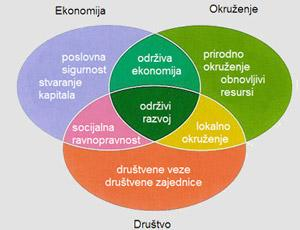 Ekonomija
Okruženje
poslovna
sigurnost
stvaranje
kapitala
održiva
ekonomija
prirodno
okruženje
obnovljivi
resursi
socijalna
ravnopravnost
održivi
razvoj
lokalno
okruženje
društvene veze
društvene zajednice
Društvo